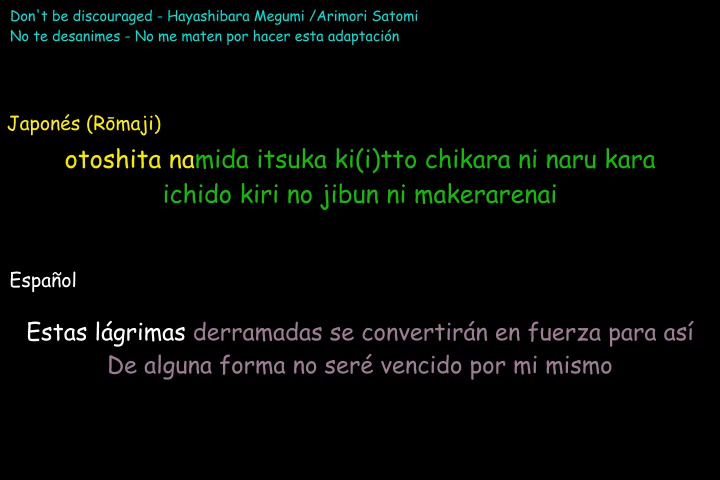 Don't be discouraged - Hayashibara Megumi /Arimori Satomi
No te desanimes - No me maten por hacer esta adaptación
Japonés (Rōmaji)
otoshita namida itsuka ki(i)tto chikara ni naru kara
ichido kiri no jibun ni makerarenai
Español
Estas lágrimas derramadas se convertirán en fuerza para así
De alguna forma no seré vencido por mi mismo